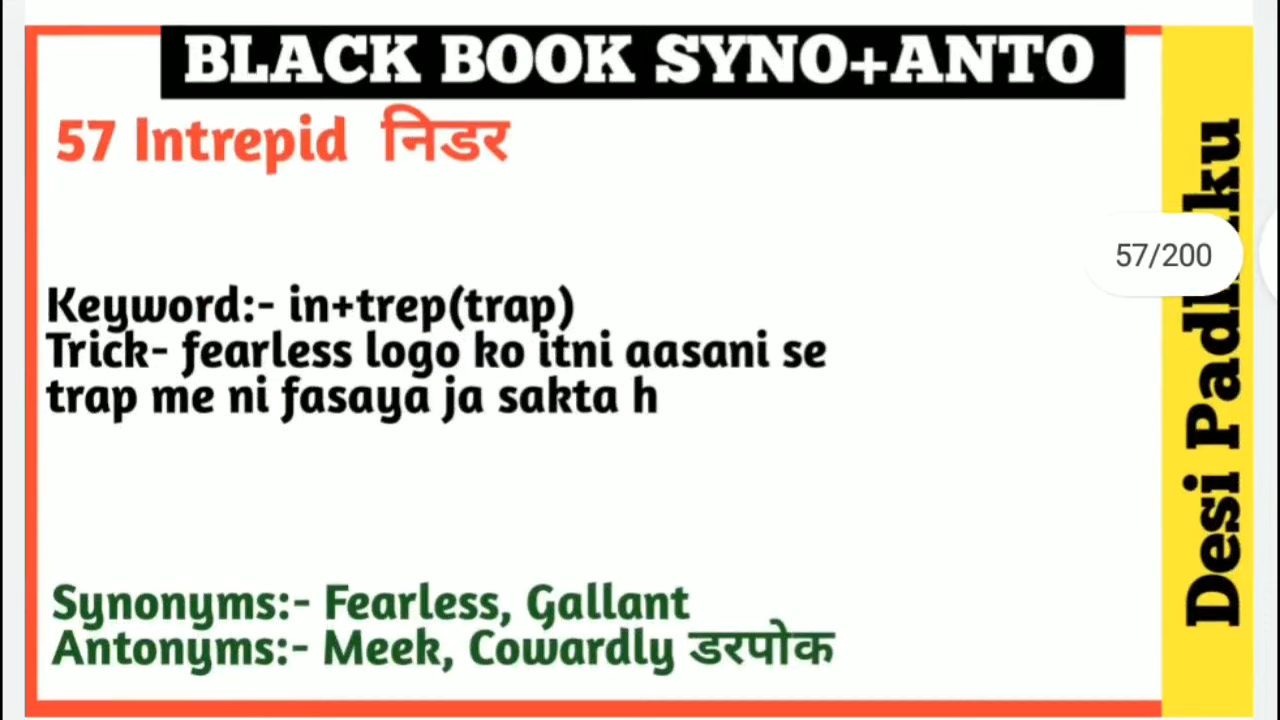 BLACK BOOK SYNO+ANTO
57 Intrepid निडर
57/200
Keyword:- in+trep(trap)
Trick- fearless logo ko itni aasani se
trap me ni fasaya ja sakta h
Synonyms:- Fearless, Gallant
Antonyms:- Meek, Cowardly डरपोक
Desi